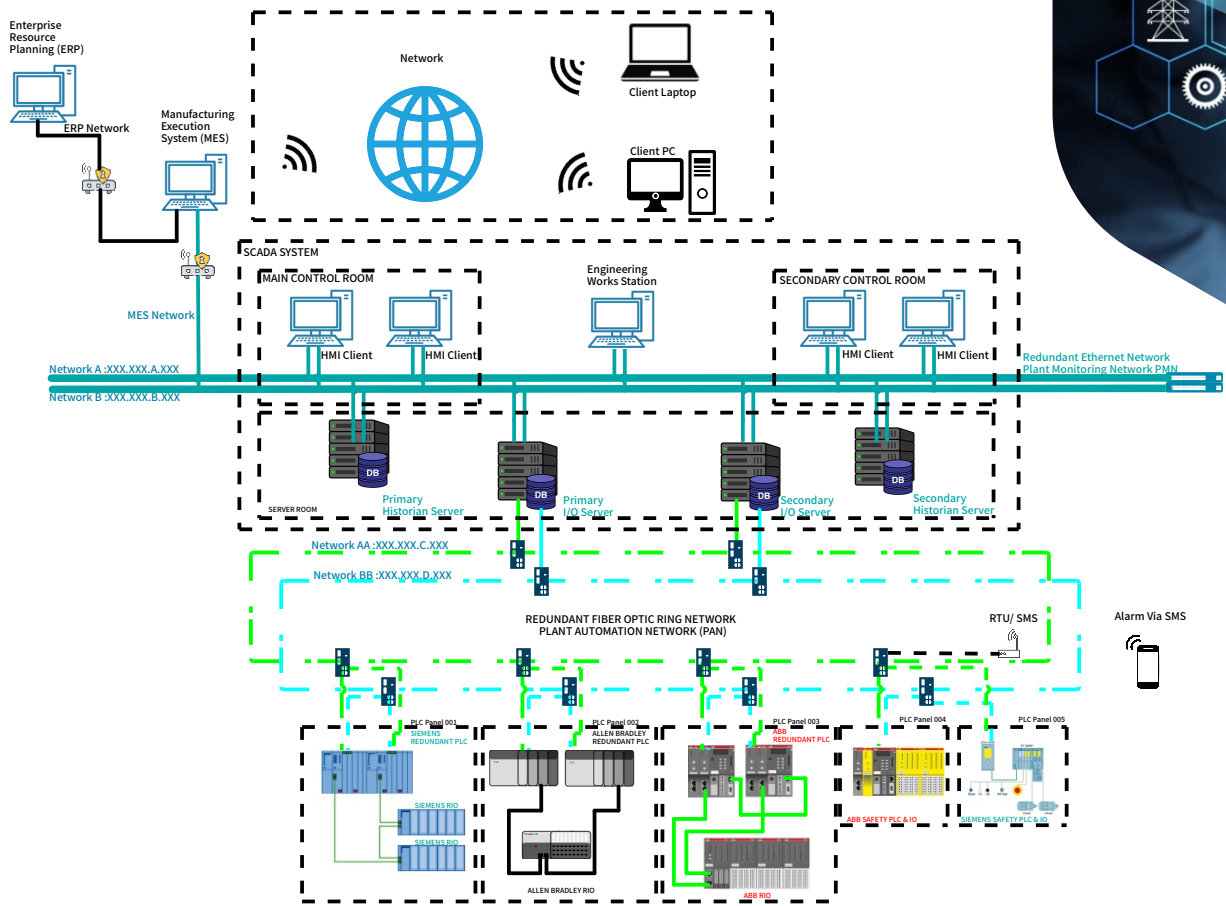 Enterprise
Resource
Planning (ERP)
ERP Network
Manufacturing
Execution
System (MES)
Network
Client Laptop
Client PC
SCADA SYSTEM
MAIN CONTROL ROOM
HMI Client
HMI Client
Engineering
Works Station
SECONDARY CONTROL ROOM
HMI Client
HMI Client
MES Network
Network A :XXX.XXX.A.XXX
Network B :XXX.XXX.B.XXX
Redundant Ethernet Network
Plant Monitoring Network PMN
DB
DB
DB
DB
Primary
Historian Server
Primary
I/O Server
Secondary
I/O Server
Secondary
Historian Server
SERVER ROOM
Network AA :XXX.XXX.C.XXX
Network BB :XXX.XXX.D.XXX
REDUNDANT FIBER OPTIC RING NETWORK
PLANT AUTOMATION NETWORK (PAN)
RTU/ SMS
Alarm Via SMS
PLC Panel 001
SIEMENS
REDUNDANT PLC
SIEMENS RIO
SIEMENS RIO
PLC Panel 002
ALLEN BRADLEY
REDUNDANT PLC
ALLEN BRADLEY RIO
PLC Panel 003
ABB
REDUNDANT PLC
ABB RIO
PLC Panel 004
ABB SAFETY PLC & IO
PLC Panel 005
SIEMENS SAFETY PLC & IO